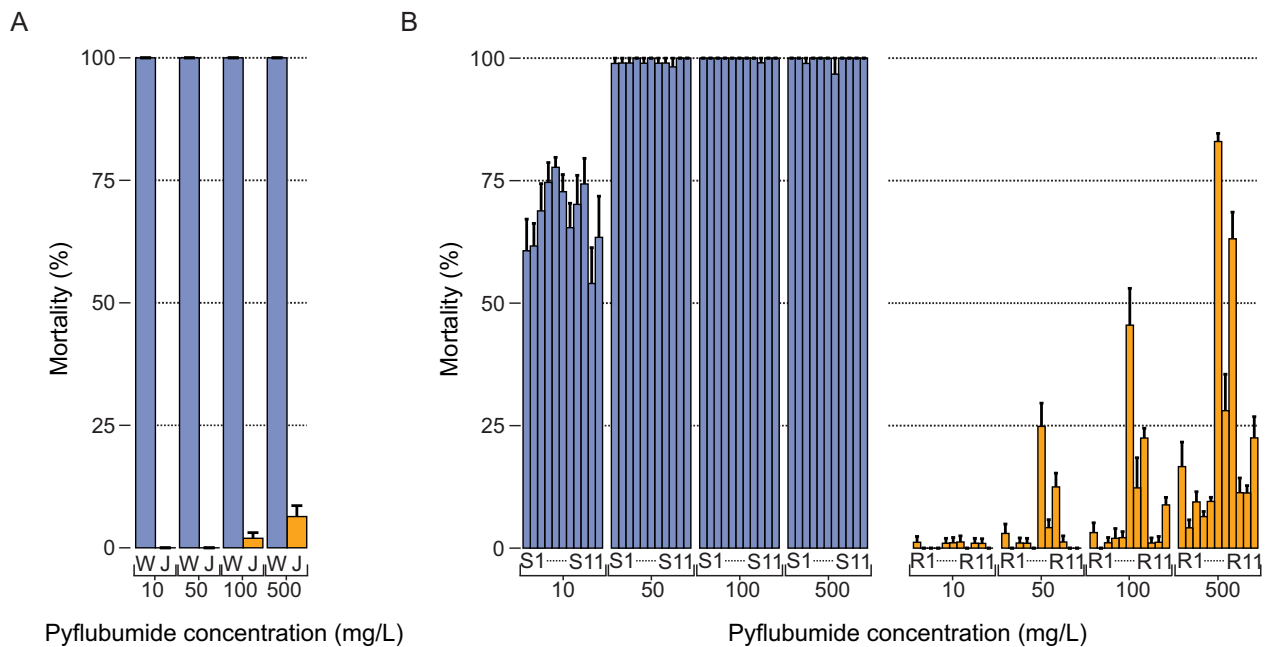 A
B
100
75
50
25
0
Mortality (%)
W J W J W J W J
10 50 100 500
Pyflubumide concentration (mg/L)
100
75
50
25
0
Mortality (%)
S1 S11 S1 S11 S1 S11 S1 S11
10 50 100 500
R1 R11 R1 R11 R1 R11 R1 R11
10 50 100 500
Pyflubumide concentration (mg/L)